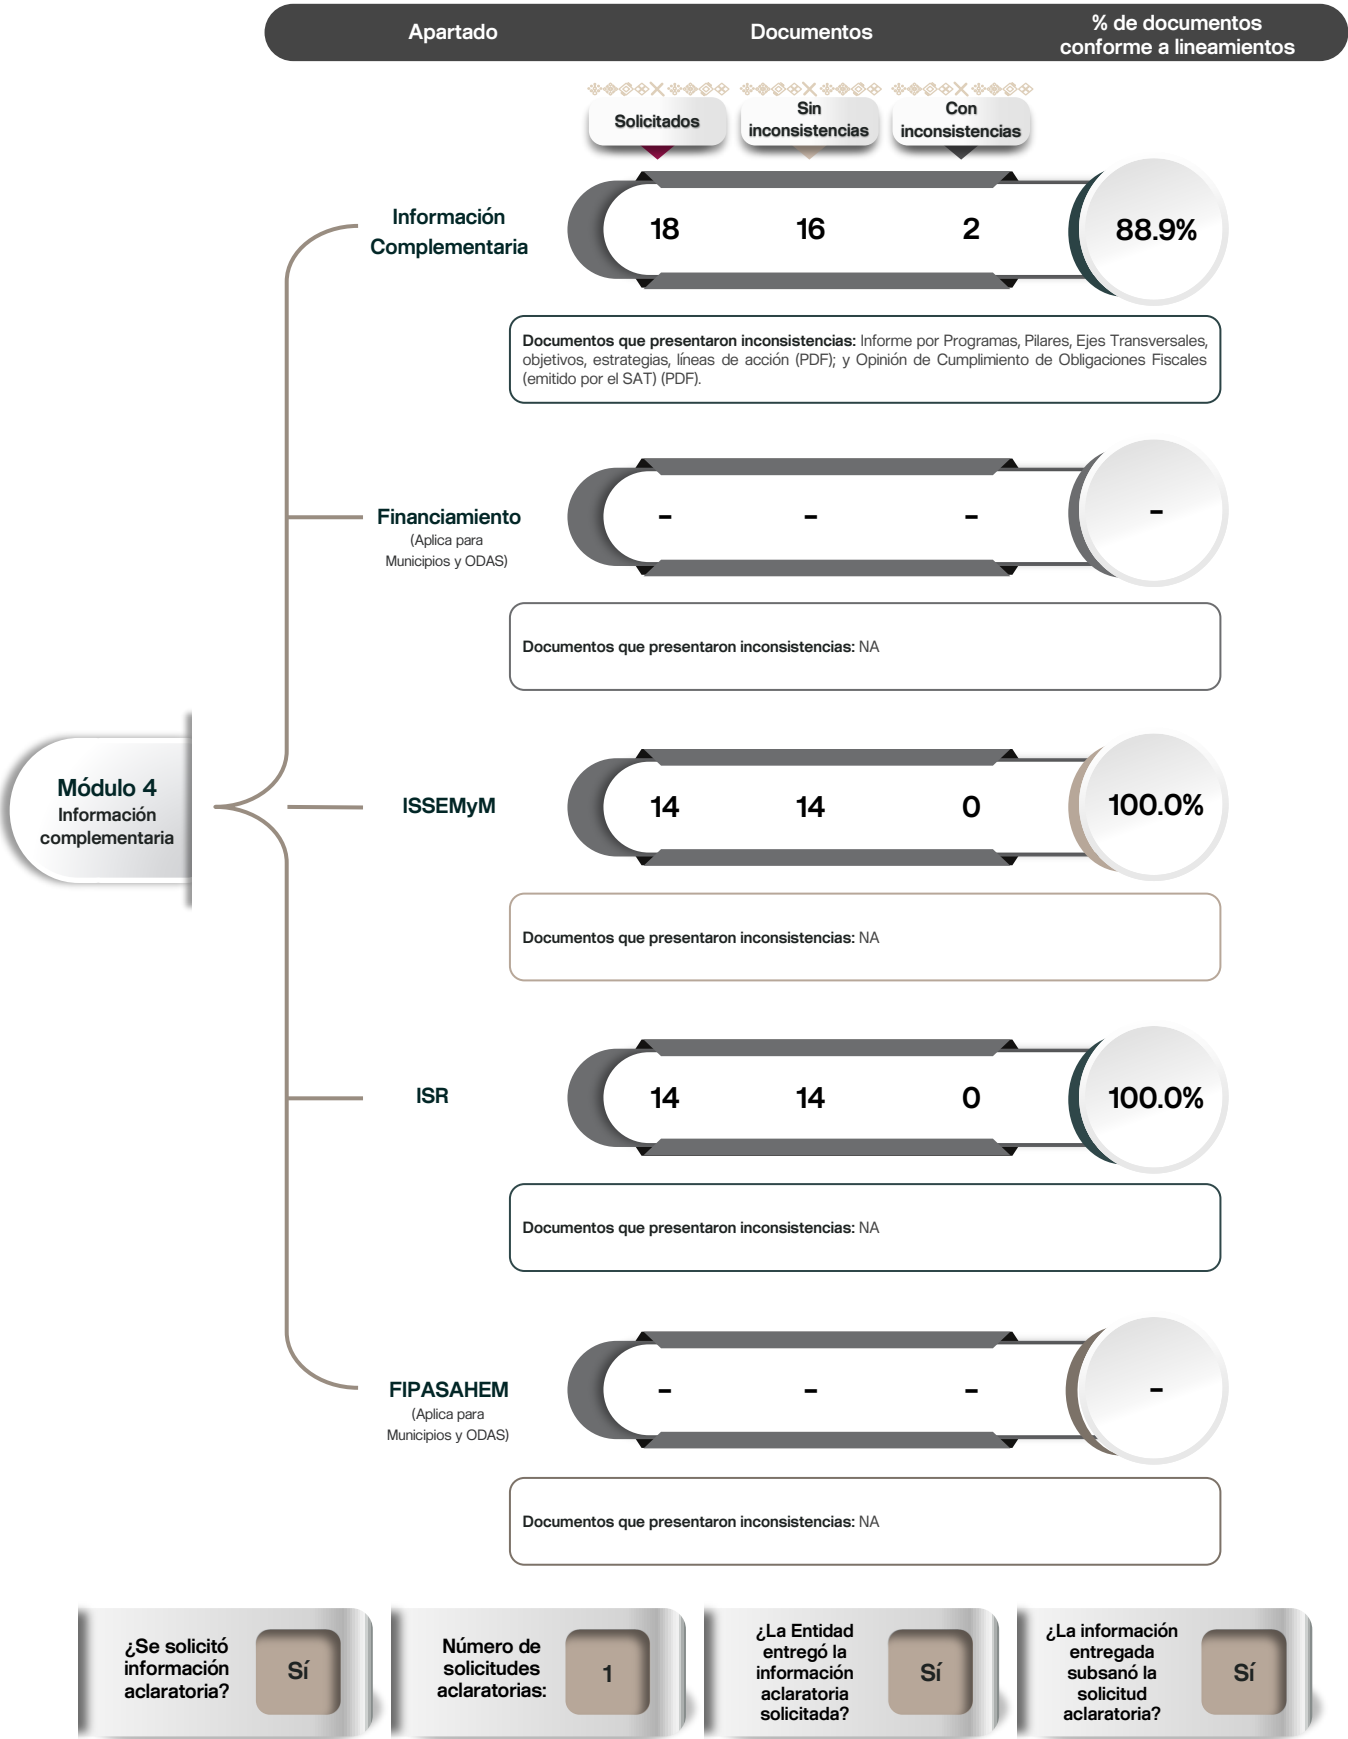 Apartado
Documentos
% de documentos
conforme a lineamientos
Solicitados
Sin
inconsistencias
Con
inconsistencias
Información
Complementaria
18
16
2
88.9%
Documentos que presentaron inconsistencias: Informe por Programas, Pilares, Ejes Transversales,
objetivos, estrategias, líneas de acción (PDF); y Opinión de Cumplimiento de Obligaciones Fiscales
(emitido por el SAT) (PDF).
Financiamiento
(Aplica para
Municipios y ODAS)
-
-
-
-
Documentos que presentaron inconsistencias: NA
Módulo 4
Información
complementaria
ISSEMyM
14
14
0
100.0%
Documentos que presentaron inconsistencias: NA
ISR
14
14
0
100.0%
Documentos que presentaron inconsistencias: NA
FIPASAHEM
(Aplica para
Municipios y ODAS)
-
-
-
-
Documentos que presentaron inconsistencias: NA
¿Se solicitó
información
aclaratoria?
Sí
Número de
solicitudes
aclaratorias:
1
¿La Entidad
entregó la
información
aclaratoria
solicitada?
Sí
¿La información
entregada
subsanó la
solicitud
aclaratoria?
Sí